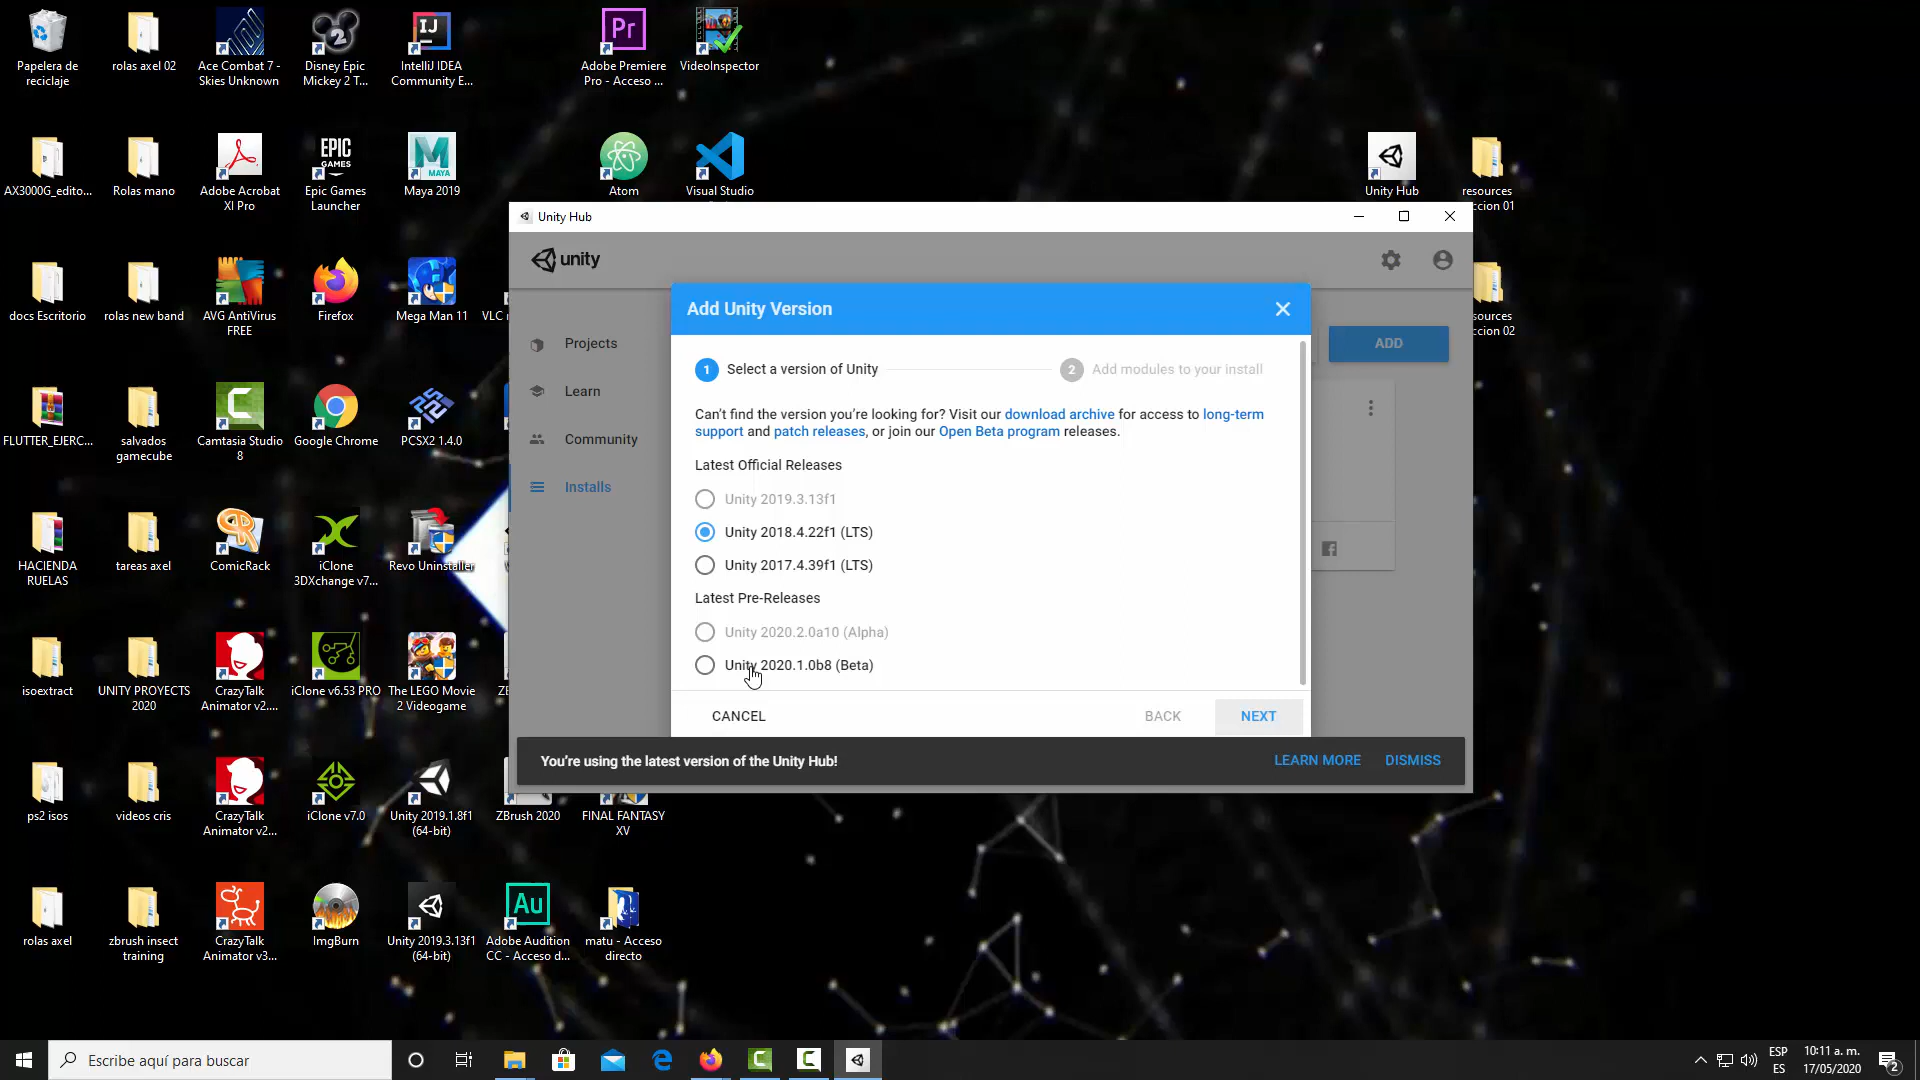 Papelera de
reciclaje
rolas axel 02
Ace Combat 7 -
Skies Unknown
Disney Epic
Mickey 2 T...
IntelliJ IDEA
Community E...
Adobe Premiere
Pro - Acceso ...
VideoInspector
AX3000G_edito...
Rolas mano
Adobe Acrobat
XI Pro
EPIC
GAMES
Epic Games
Launcher
MAYA
Maya 2019
Atom
Visual Studio
Unity Hub
resources
ccion 01
docs Escritorio
rolas new band
AVG AntiVirus
FREE
Firefox
Mega Man 11
VLC
sources
ccion 02
FLUTTER_EJERC...
salvados
gamecube
Camtasia Studio
8
Google Chrome
PCSX2 1.4.0
HACIENDA
RUELAS
tareas axel
ComicRack
iClone
3DXchange v7...
Revo Uninstaller
isoextract
UNITY PROYECTS
2020
CrazyTalk
Animator v2....
iClone v6.53 PRO
The LEGO Movie
2 Videogame
ps2 isos
videos cris
CrazyTalk
Animator v2...
iClone v7.0
Unity 2019.1.8f1
(64-bit)
ZBrush 2020
FINAL FANTASY
XV
rolas axel
zbrush insect
training
CrazyTalk
Animator v3...
ImgBurn
Unity 2019.3.13f1
(64-bit)
Au
Adobe Audition
CC - Acceso d...
matu - Acceso
directo
Unity Hub
unity
Projects
Learn
Community
Installs
ADD
Add Unity Version
1 Select a version of Unity
2 Add modules to your install
Can't find the version you're looking for? Visit our download archive for access to long-term
support and patch releases, or join our Open Beta program releases.
Latest Official Releases
Unity 2019.3.13f1
Unity 2018.4.22f1 (LTS)
Unity 2017.4.39f1 (LTS)
Latest Pre-Releases
Unity 2020.2.0a10 (Alpha)
Unity 2020.1.0b8 (Beta)
CANCEL
BACK
NEXT
You're using the latest version of the Unity Hub!
LEARN MORE
DISMISS
Escribe aquí para buscar
ESP
ES
10:11 a. m.
17/05/2020
2